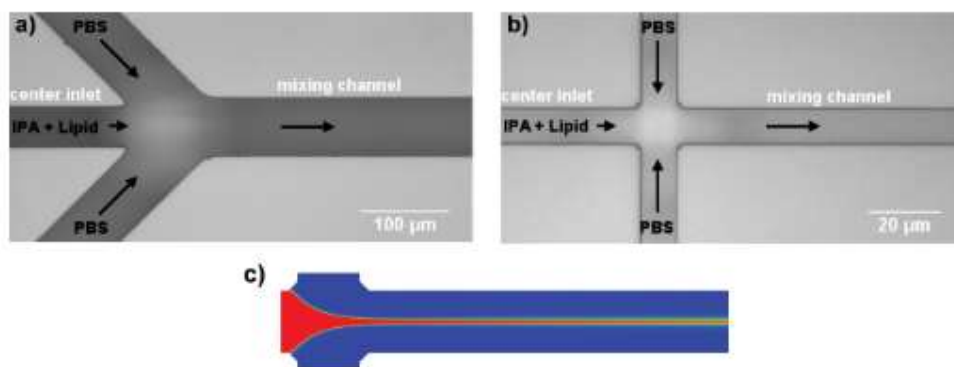 a)
PBS
center inlet
mixing channel
IPA + Lipid
PBS
100 µm
b)
PBS
center inlet
mixing channel
IPA + Lipid
PBS
20 µm
c)